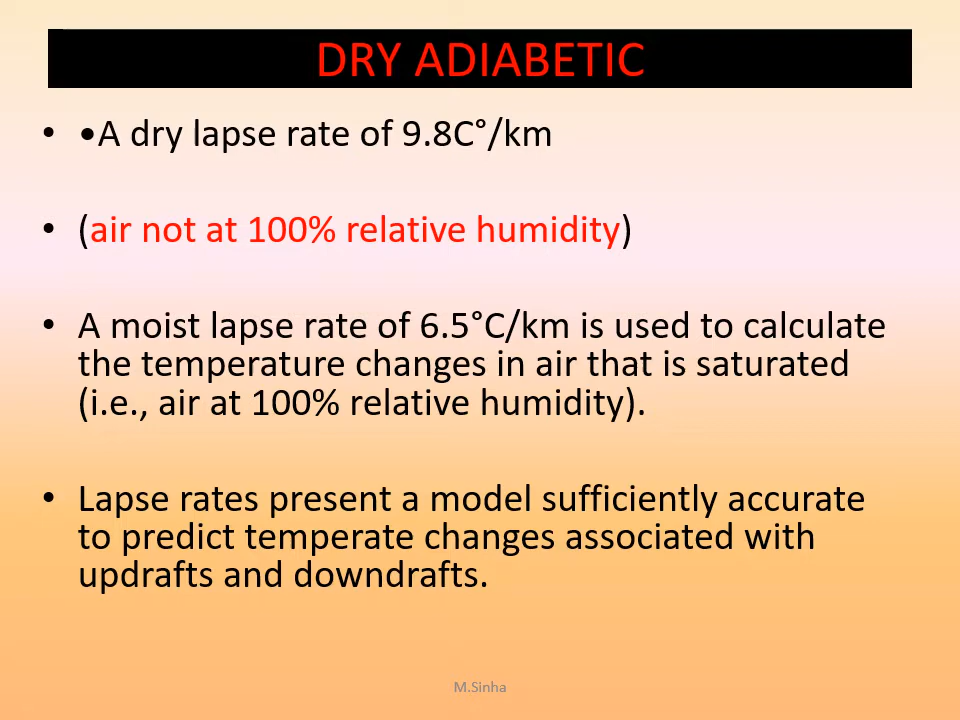 DRY ADIABETIC
• •A dry lapse rate of 9.8C°/km
• (air not at 100% relative humidity)
• A moist lapse rate of 6.5°C/km is used to calculate
the temperature changes in air that is saturated
(i.e., air at 100% relative humidity).
• Lapse rates present a model sufficiently accurate
to predict temperate changes associated with
updrafts and downdrafts.
M.Sinha